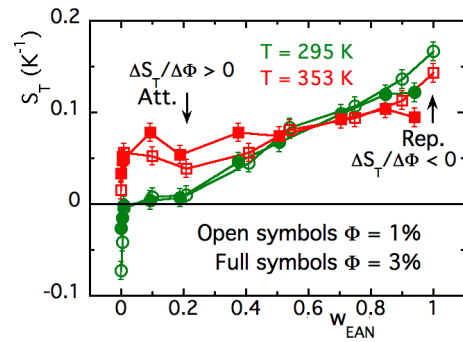 S_T (K⁻¹)
0.2
0.1
0
-0.1
ΔS_T/ΔΦ > 0
Att.
T = 295 K
T = 353 K
Rep.
ΔS_T/ΔΦ < 0
Open symbols Φ = 1%
Full symbols Φ = 3%
0 0.2 0.4 0.6 0.8 1
w_EAN